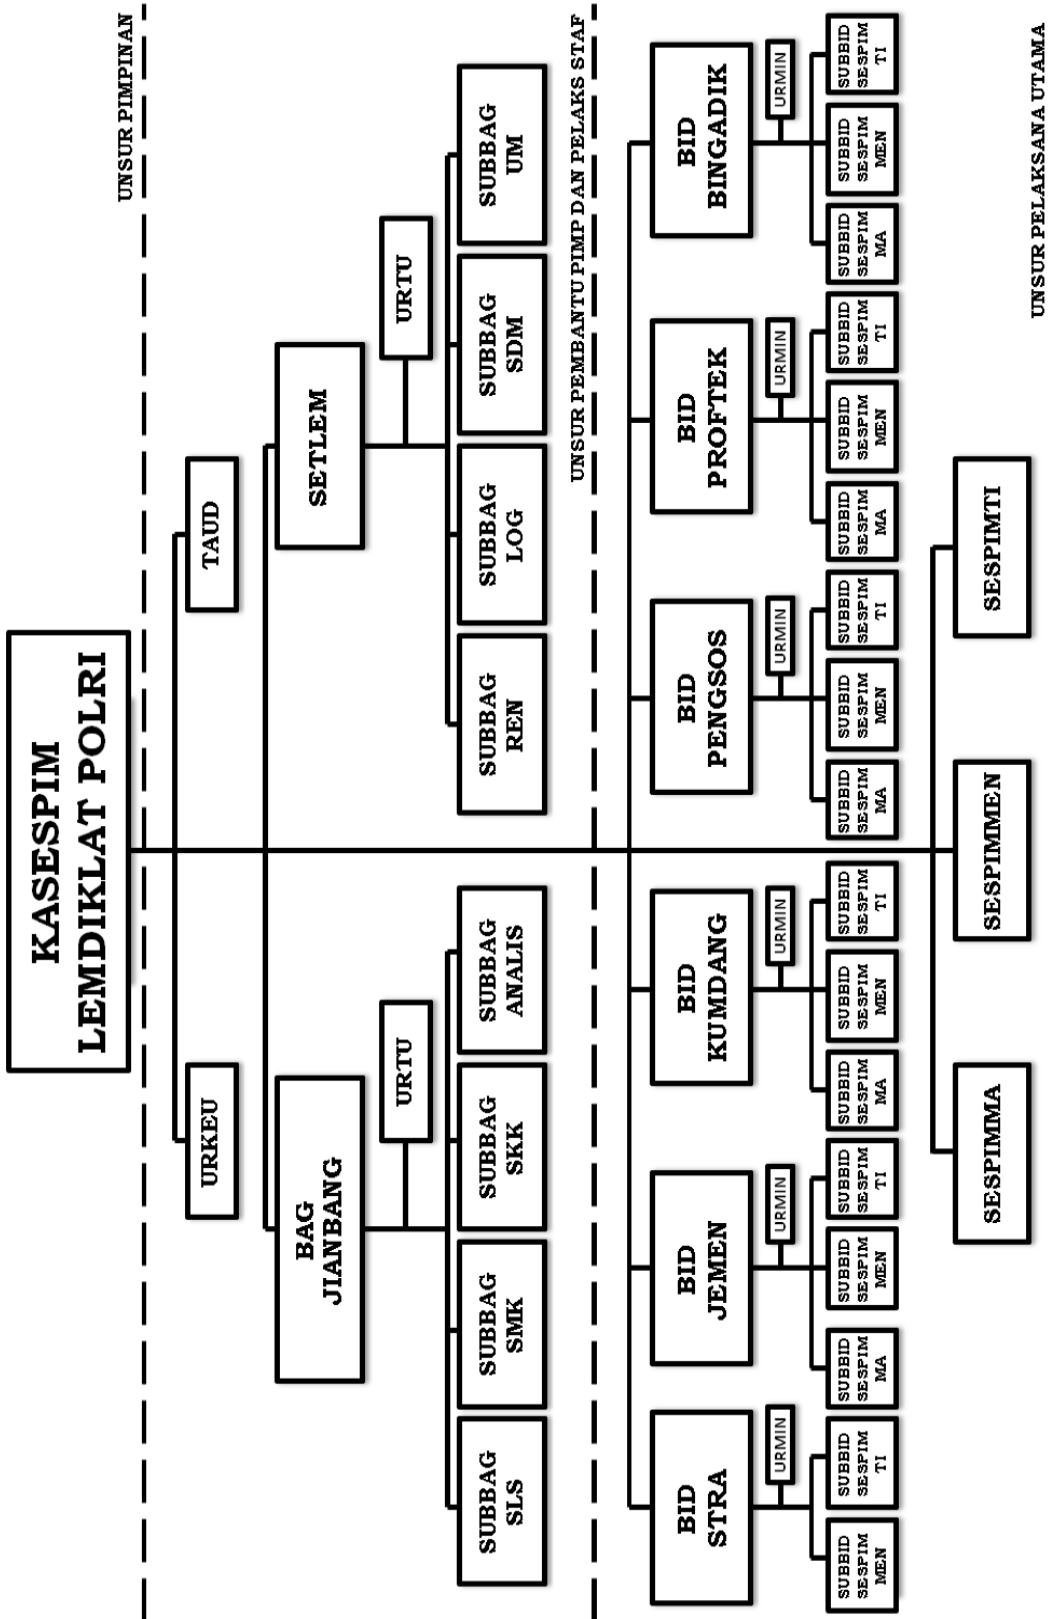 KASESPIM
LEMDIKLAT POLRI
UNSUR PIMPINAN
URKEU
TAUD
BAG
JIANBANG
SETLEM
URTU
URTU
SUBBAG
SLS
SUBBAG
SMK
SUBBAG
SKK
SUBBAG
ANALIS
SUBBAG
REN
SUBBAG
LOG
SUBBAG
SDM
SUBBAG
UM
UNSUR PEMBANTU PIMP DAN PELAKS STAF
BID
STRA
BID
JEMEN
BID
KUMDANG
BID
PENGSOS
BID
PROFTEK
BID
BINGADIK
URMIN
URMIN
URMIN
URMIN
URMIN
URMIN
SUBBID
SESPIM
MEN
SUBBID
SESPIM
TI
SUBBID
SESPIM
MA
SUBBID
SESPIM
MEN
SUBBID
SESPIM
TI
SUBBID
SESPIM
MA
SUBBID
SESPIM
MEN
SUBBID
SESPIM
TI
SUBBID
SESPIM
MA
SUBBID
SESPIM
MEN
SUBBID
SESPIM
TI
SUBBID
SESPIM
MA
SUBBID
SESPIM
MEN
SUBBID
SESPIM
TI
SUBBID
SESPIM
MA
SUBBID
SESPIM
MEN
SUBBID
SESPIM
TI
SESPIMMA
SESPIMMEN
SESPIMTI
UNSUR PELAKSANA UTAMA